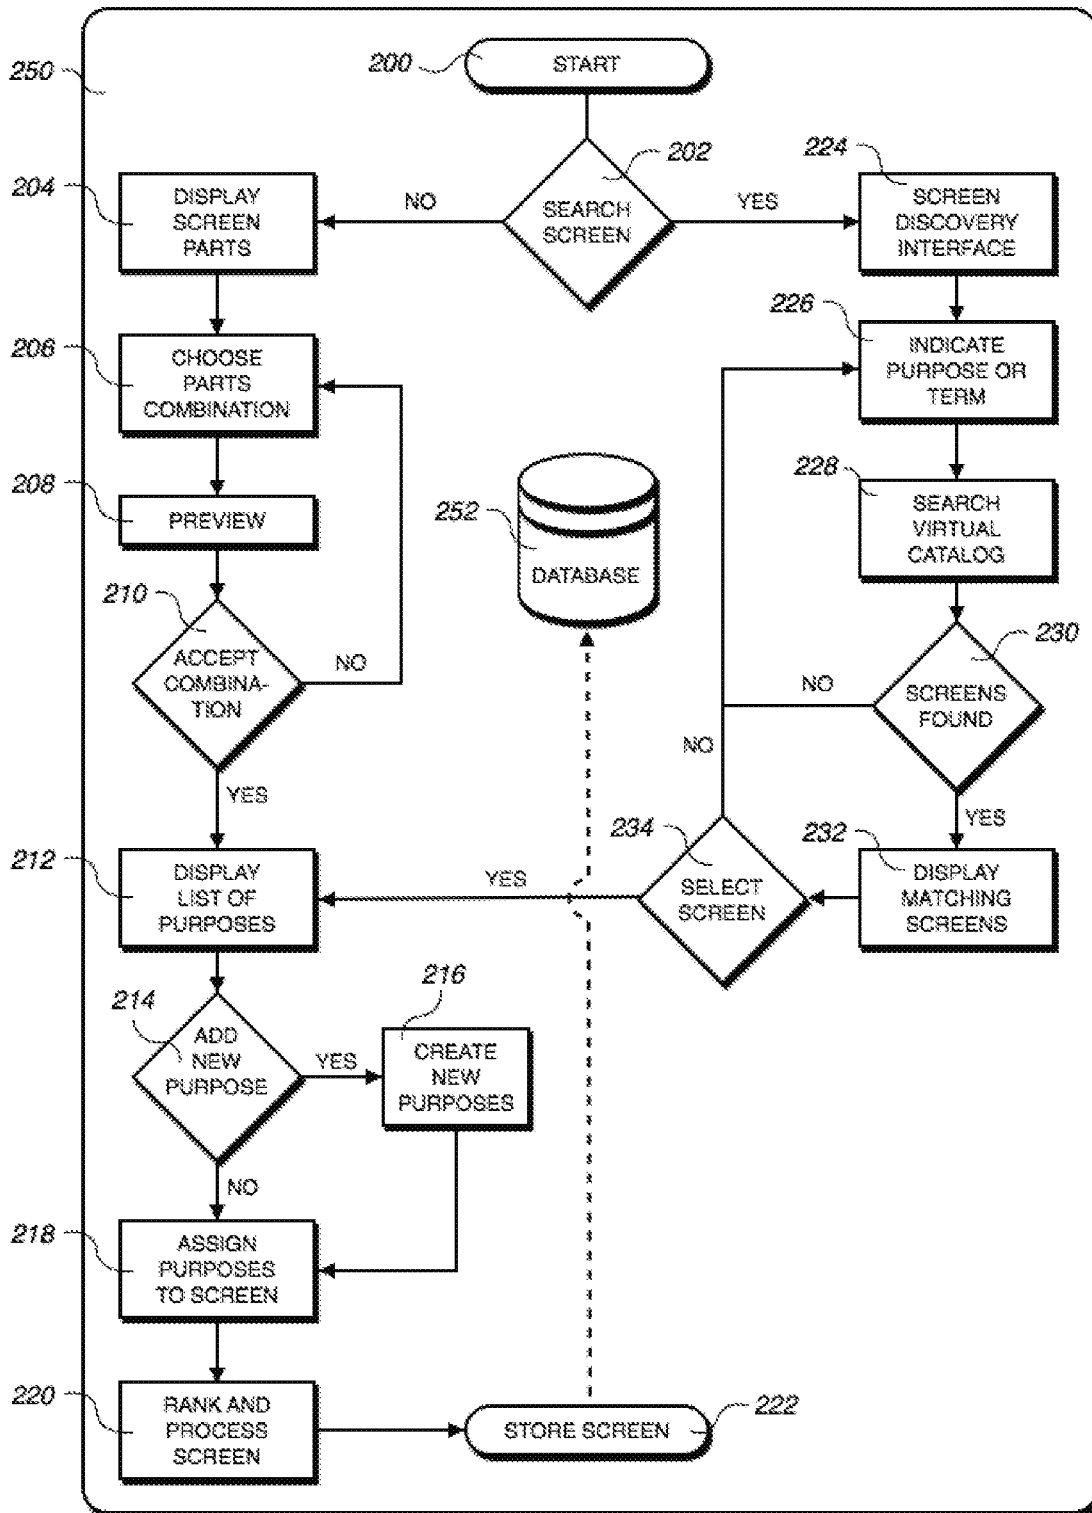 200
START
250
202
224
204
DISPLAY
SCREEN
PARTS
NO
SEARCH
SCREEN
YES
SCREEN
DISCOVERY
INTERFACE
226
206
CHOOSE
PARTS
COMBINATION
INDICATE
PURPOSE OR
TERM
208
PREVIEW
252
DATABASE
228
SEARCH
VIRTUAL
CATALOG
210
ACCEPT
COMBINA-
TION
NO
230
SCREENS
FOUND
NO
NO
YES
YES
212
DISPLAY
LIST OF
PURPOSES
YES
234
SELECT
SCREEN
232
DISPLAY
MATCHING
SCREENS
214
ADD
NEW
PURPOSE
YES
216
CREATE
NEW
PURPOSES
NO
218
ASSIGN
PURPOSES
TO SCREEN
220
RANK AND
PROCESS
SCREEN
STORE SCREEN
222